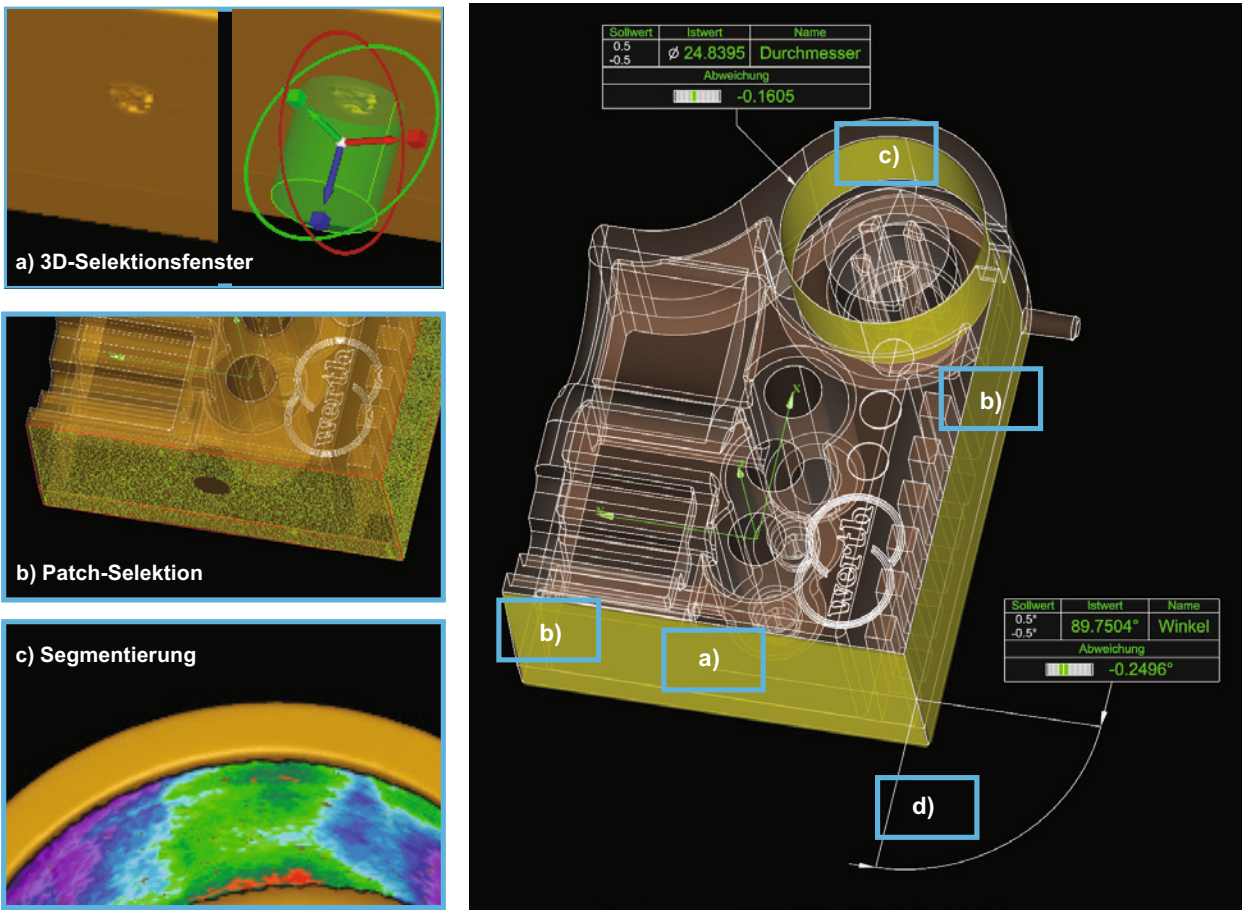 a) 3D-Selektionsfenster
werth
b) Patch-Selektion
c) Segmentierung
Sollwert Istwert Name
0.5
-0.5
Ø 24.8395 Durchmesser
Abweichung
-0.1605
c)
b)
X
Z
Y
werth
b)
a)
Sollwert Istwert Name
0.5°
-0.5°
89.7504° Winkel
Abweichung
-0.2496°
d)